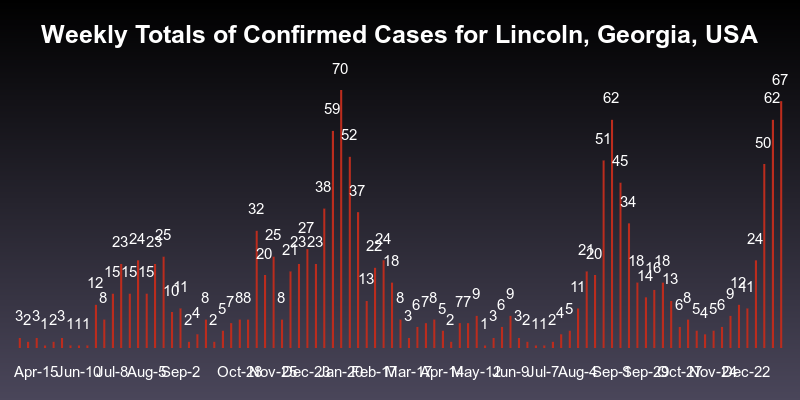 Weekly Totals of Confirmed Cases for Lincoln, Georgia, USA
3 2 3 1 2 3 1 1 1 12 8 15 23 15 24 15 23 25 10 11 2 4 8 2 5 7 8 8 32 20 25 8 21 23 27 23 38 59 70 52 37 13 22 24 18 8 3 6 7 8 5 2 7 7 9 1 3 6 9 3 2 1 1 2 4 5 11 21 20 51 62 45 34 18 14 16 18 13 6 8 5 4 5 6 9 12 11 24 50 62 67
Apr-15 Jun-10 Jul-8 Aug-5 Sep-2 Oct-28 Nov-25 Dec-23 Jan-20 Feb-17 Mar-17 Apr-14 May-12 Jun-9 Jul-7 Aug-4 Sep-1 Sep-29 Oct-27 Nov-24 Dec-22